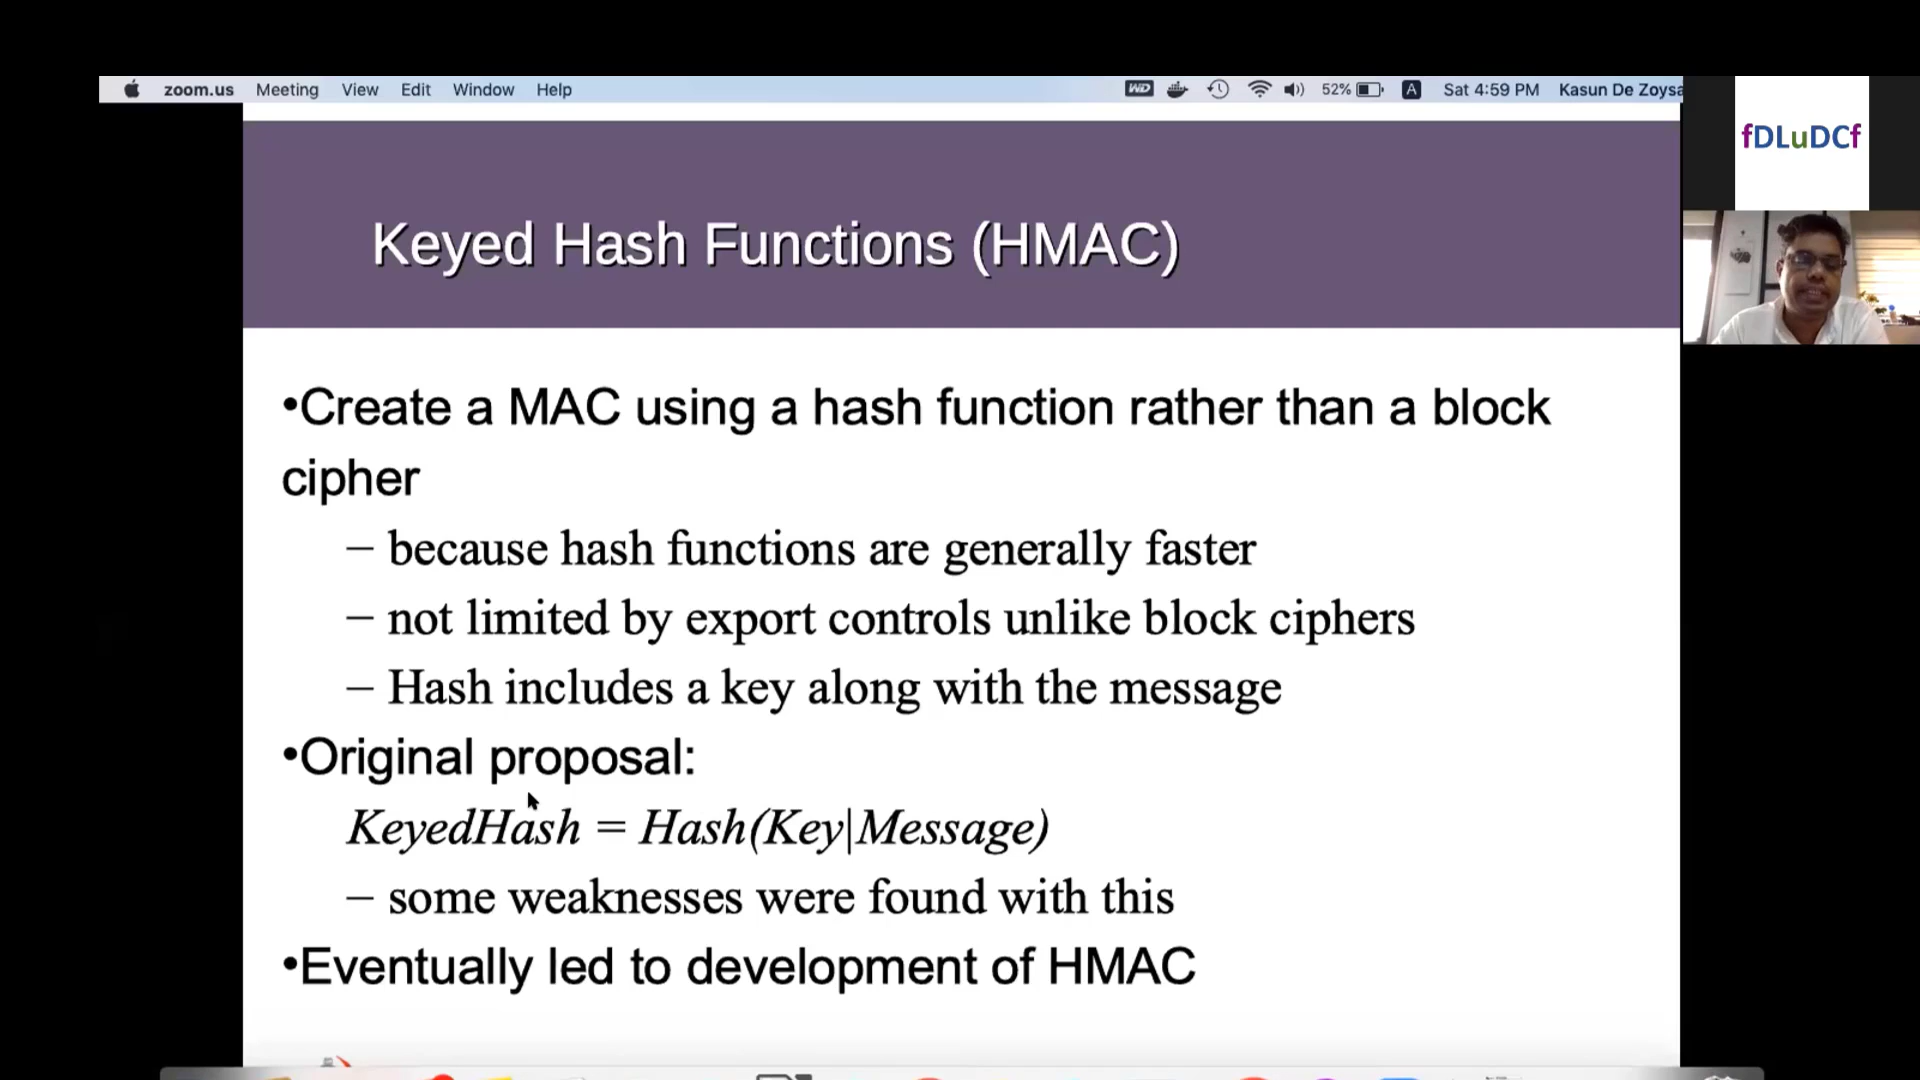 zoom.us Meeting View Edit Window Help WD 52% A Sat 4:59 PM Kasun De Zoysa
fDLuDCf
Keyed Hash Functions (HMAC)
•Create a MAC using a hash function rather than a block
cipher
– because hash functions are generally faster
– not limited by export controls unlike block ciphers
– Hash includes a key along with the message
•Original proposal:
KeyedHash = Hash(Key|Message)
– some weaknesses were found with this
•Eventually led to development of HMAC